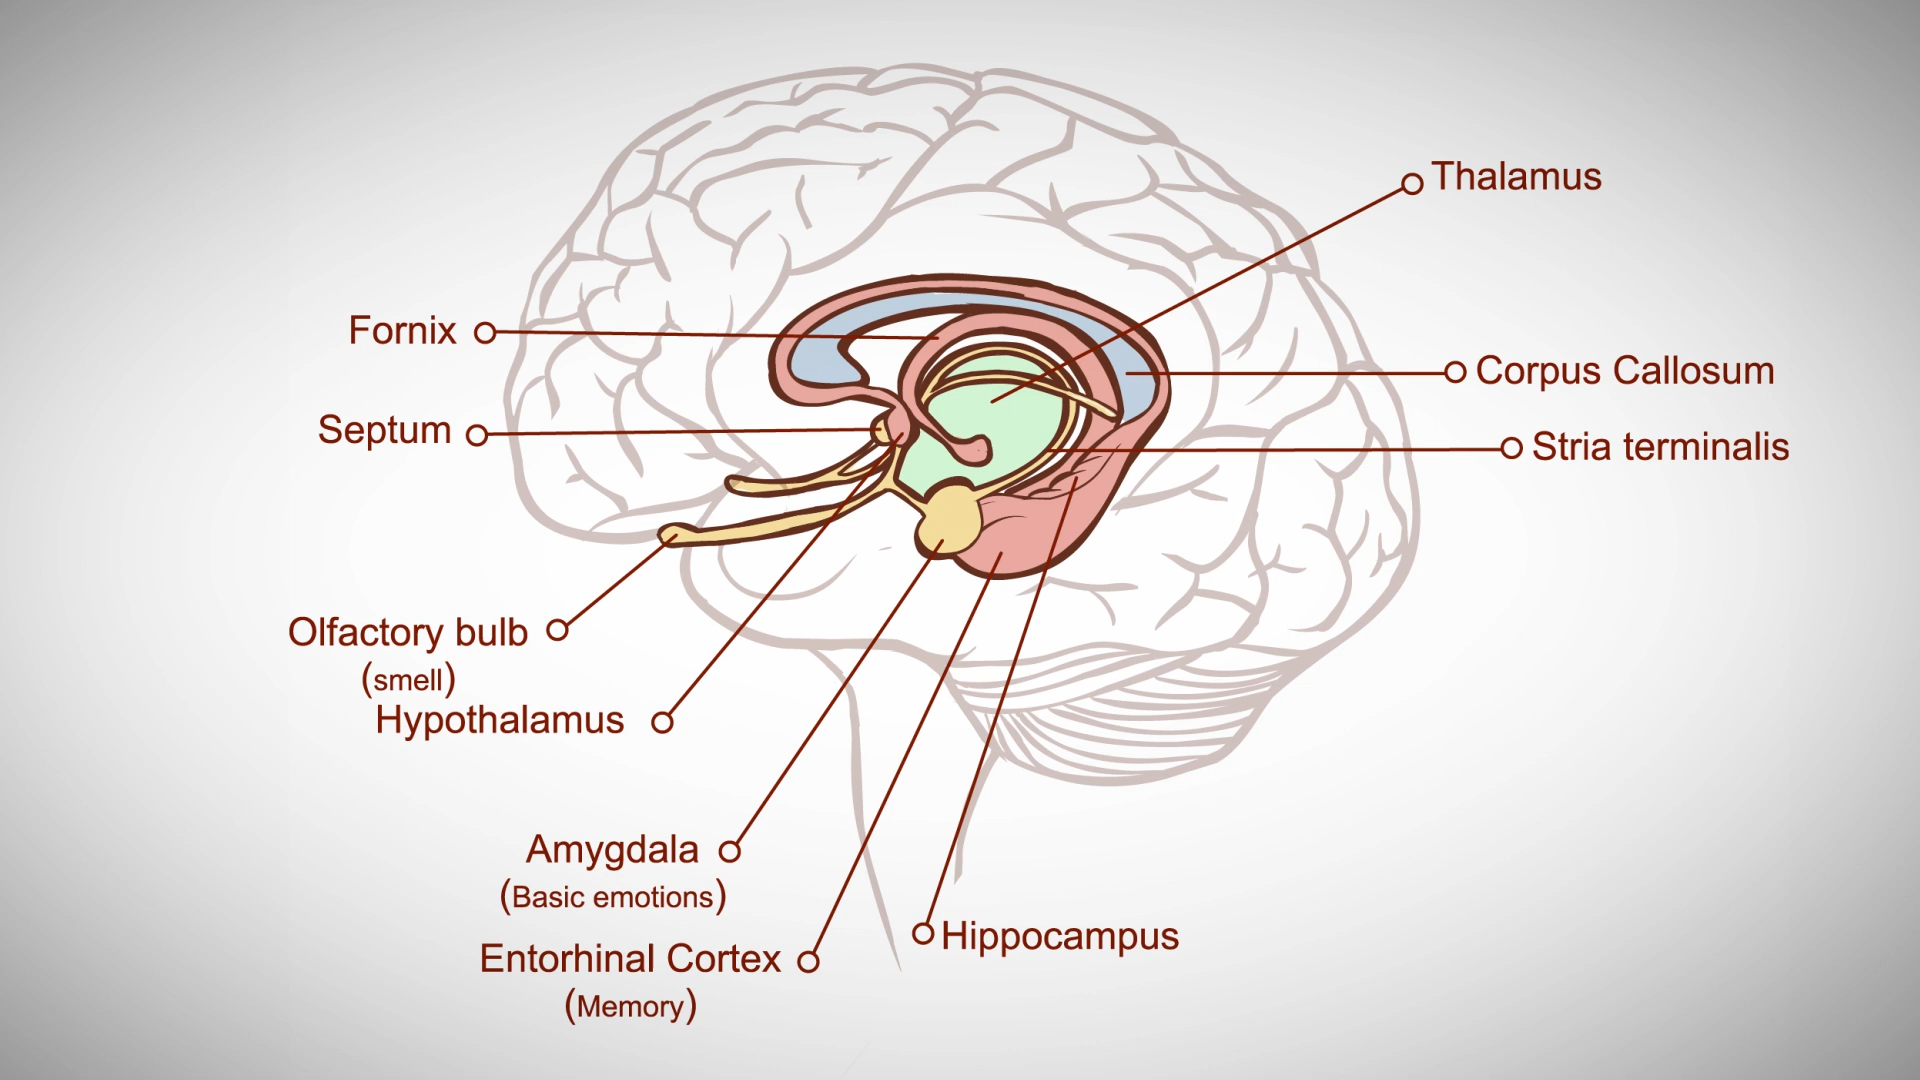 Thalamus
Fornix
Corpus Callosum
Septum
Stria terminalis
Olfactory bulb
(smell)
Hypothalamus
Amygdala
(Basic emotions)
Hippocampus
Entorhinal Cortex
(Memory)